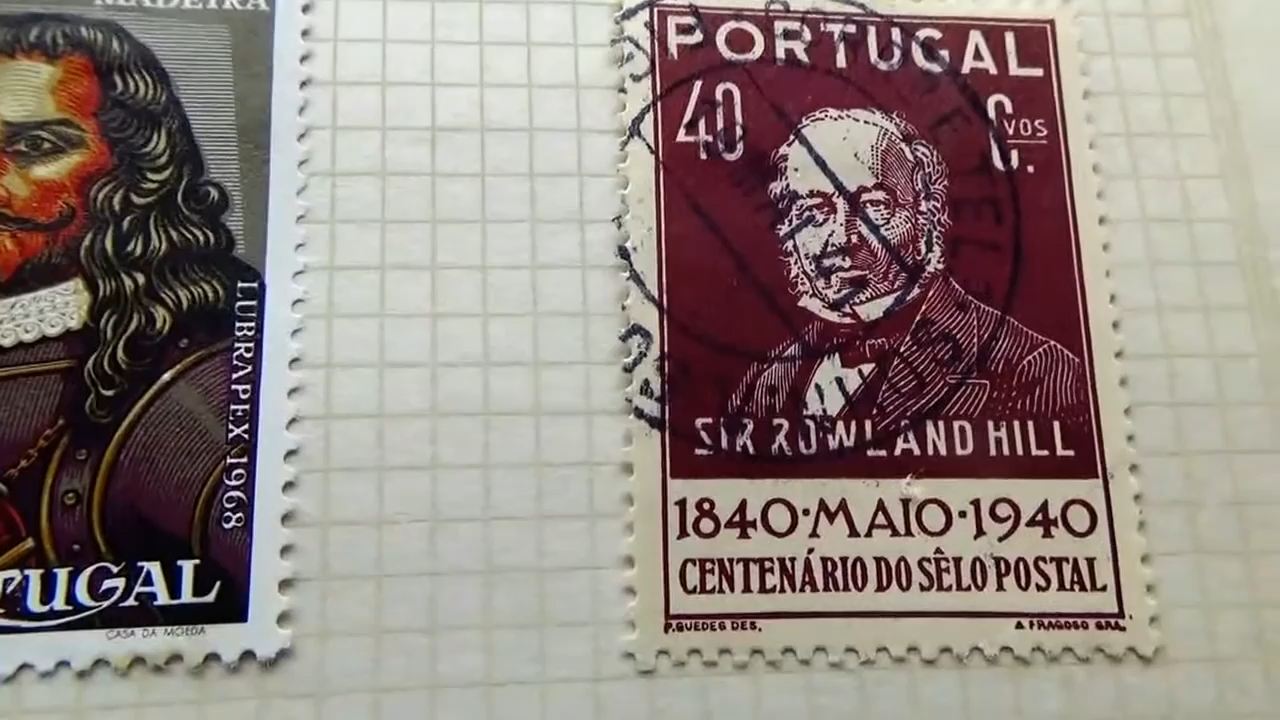 MADEIRA
LUBRAPEX 1968
TUGAL
CASA DA MOEDA
PORTUGAL
40 C.VOS
SIR ROWLAND HILL
1840·MAIO·1940
CENTENÁRIO DO SÊLO POSTAL
P. GUEDES DES. A FRAGOSO GRA.